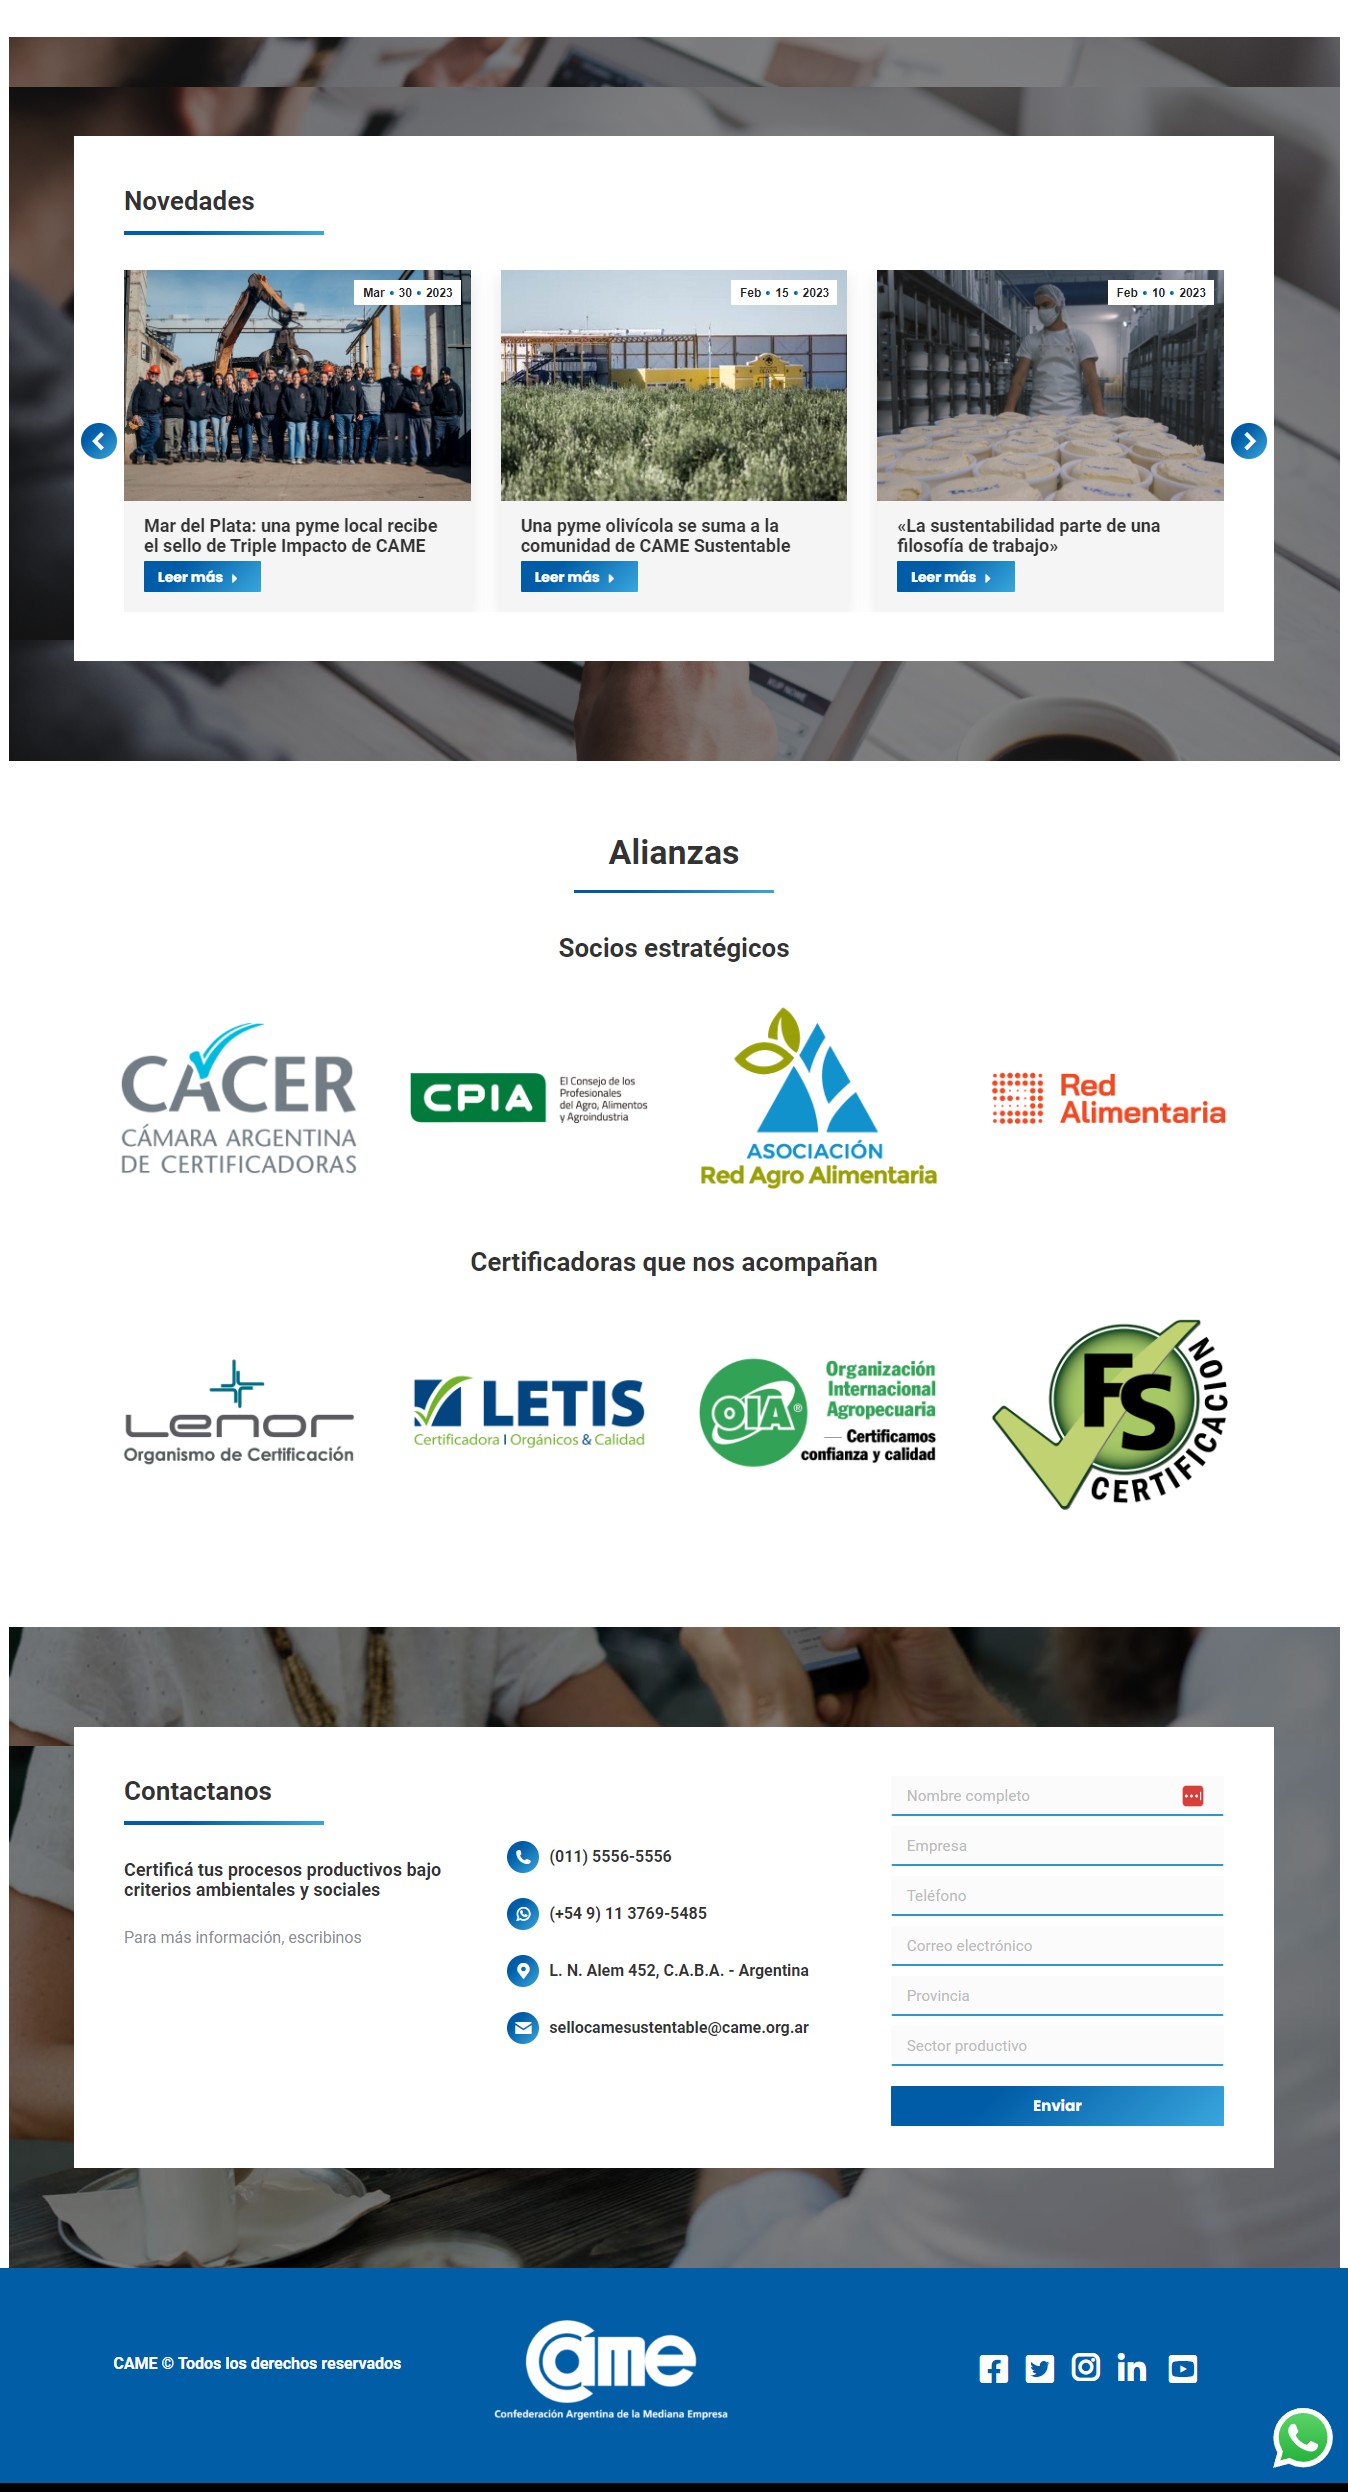 Novedades
Mar • 30 • 2023
Feb • 15 • 2023
Feb • 10 • 2023
Mar del Plata: una pyme local recibe
el sello de Triple Impacto de CAME
Leer más
Una pyme olivícola se suma a la
comunidad de CAME Sustentable
Leer más
«La sustentabilidad parte de una
filosofía de trabajo»
Leer más
Alianzas
Socios estratégicos
CACER
CÁMARA ARGENTINA
DE CERTIFICADORAS
CPIA
El Consejo de los
Profesionales
del Agro, Alimentos
y Agroindustria
ASOCIACIÓN
Red Agro Alimentaria
Red
Alimentaria
Certificadoras que nos acompañan
Lenor
Organismo de Certificación
LETIS
Certificadora | Orgánicos & Calidad
OIA®
Organización
Internacional
Agropecuaria
Certificamos
confianza y calidad
FS
CERTIFICACION
Contactanos
Certificá tus procesos productivos bajo
criterios ambientales y sociales
Para más información, escribinos
(011) 5556-5556
(+54 9) 11 3769-5485
L. N. Alem 452, C.A.B.A. - Argentina
sellocamesustentable@came.org.ar
Nombre completo
Empresa
Teléfono
Correo electrónico
Provincia
Sector productivo
Enviar
CAME © Todos los derechos reservados
Came
Confederación Argentina de la Mediana Empresa